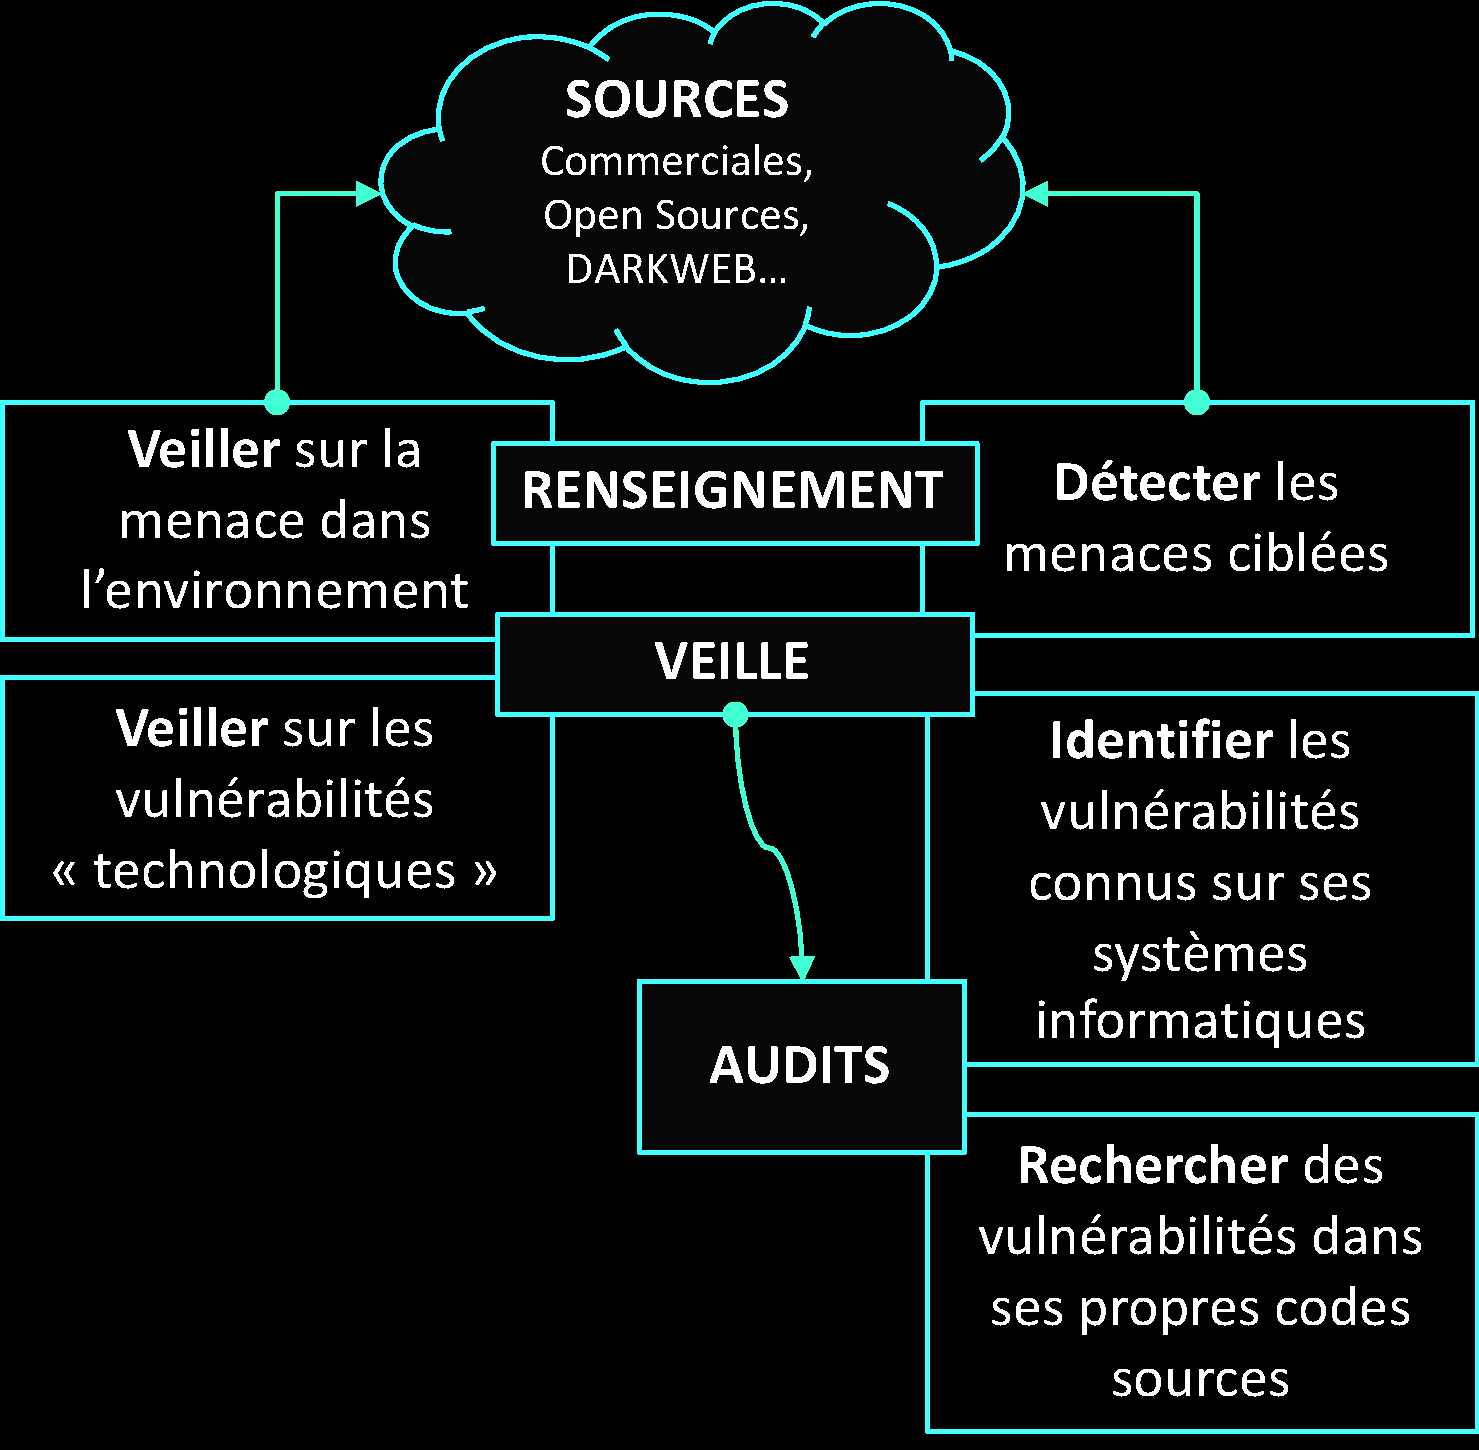 SOURCES
Commerciales,
Open Sources,
DARKWEB...
Veiller sur la
menace dans
l’environnement
RENSEIGNEMENT
Détecter les
menaces ciblées
VEILLE
Veiller sur les
vulnérabilités
« technologiques »
Identifier les
vulnérabilités
connus sur ses
systèmes
informatiques
AUDITS
Rechercher des
vulnérabilités dans
ses propres codes
sources